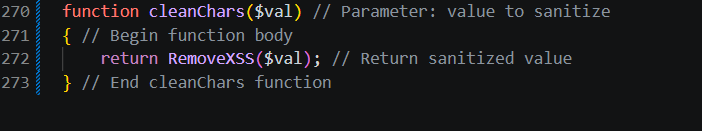 270 function cleanChars($val) // Parameter: value to sanitize
271 { // Begin function body
272     return RemoveXSS($val); // Return sanitized value
273 } // End cleanChars function